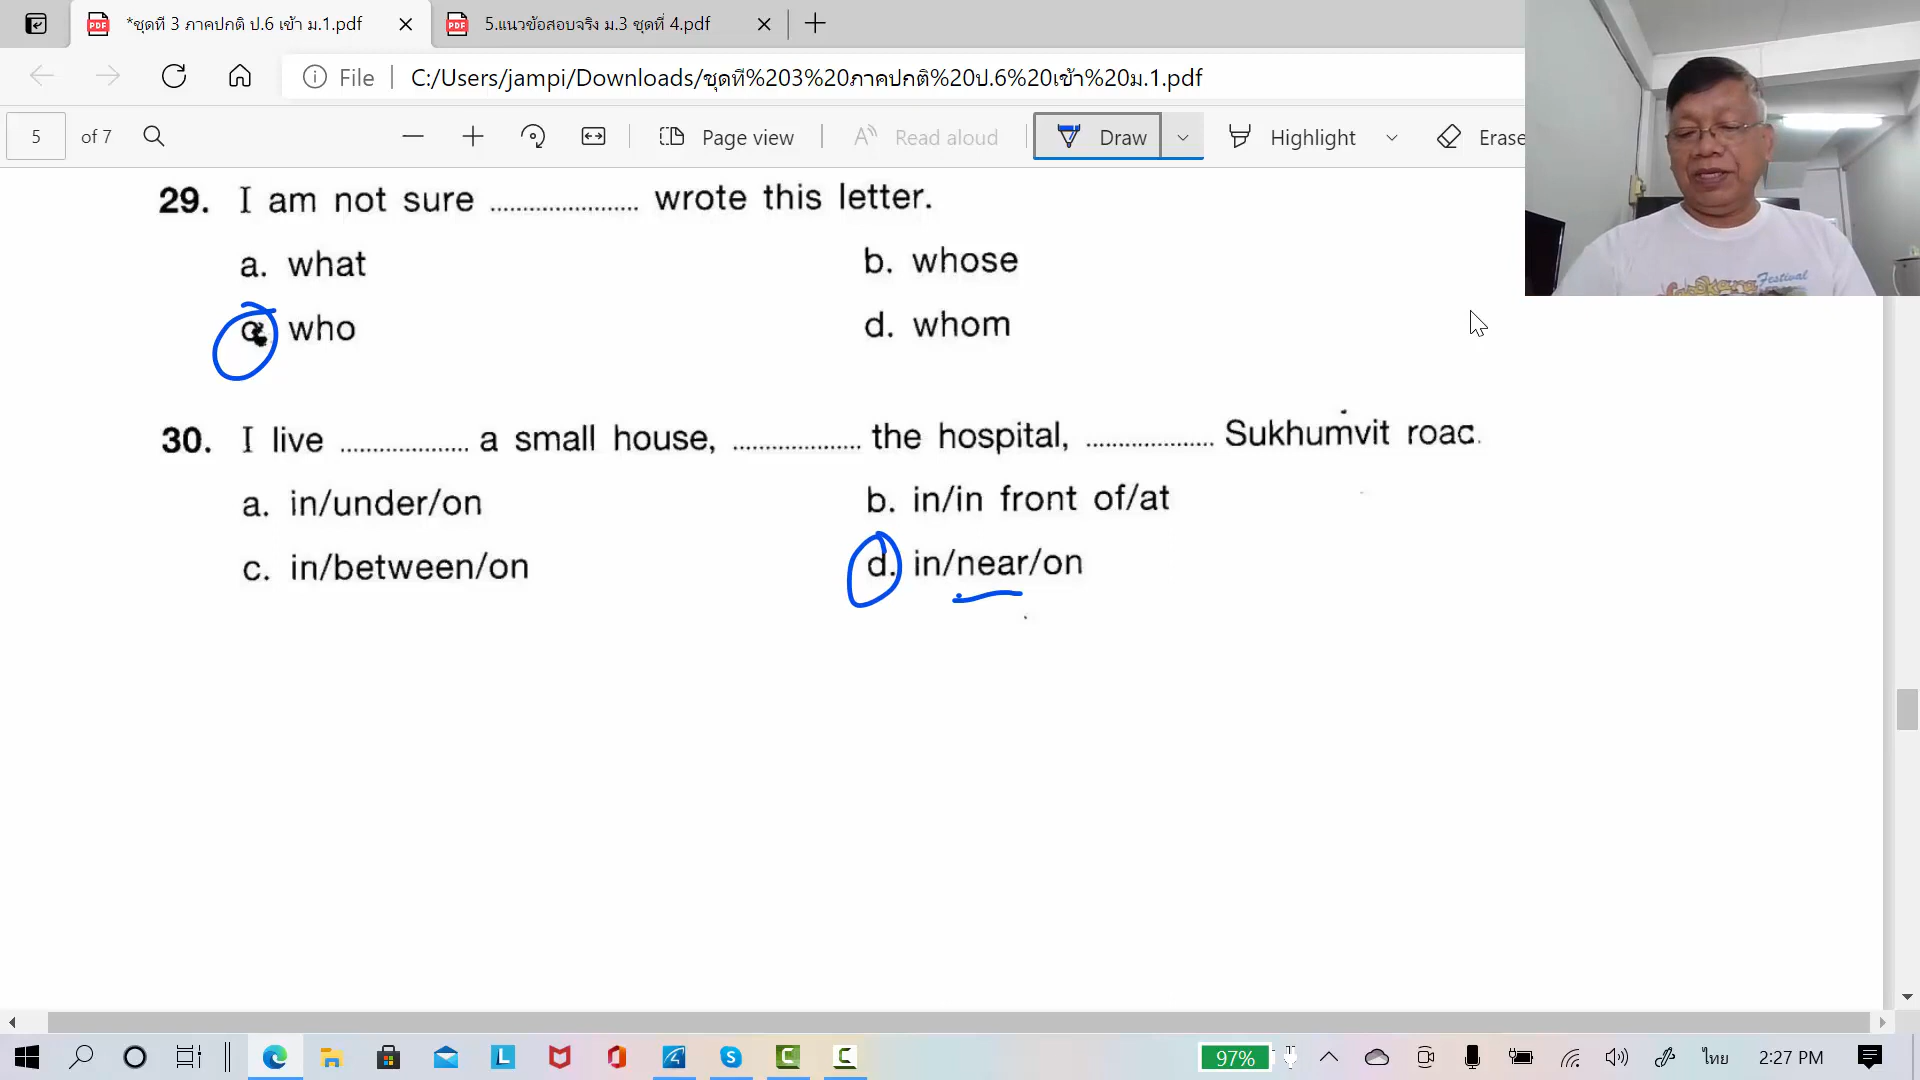 *ชุดที 3 ภาคปกติ ป.6 เข้า ม.1.pdf
5.แนวข้อสอบจริง ม.3 ชุดที่ 4.pdf
File
C:/Users/jampi/Downloads/ชุดที%203%20ภาคปกติ%20ป.6%20เข้า%20ม.1.pdf
5 of 7
Page view
Read aloud
Draw
Highlight
Erase
29. I am not sure ...................... wrote this letter.
a. what
b. whose
c. who
d. whom
30. I live ................... a small house, ................... the hospital, ................... Sukhumvit road.
a. in/under/on
b. in/in front of/at
c. in/between/on
d. in/near/on
Festival
97%
ไทย
2:27 PM